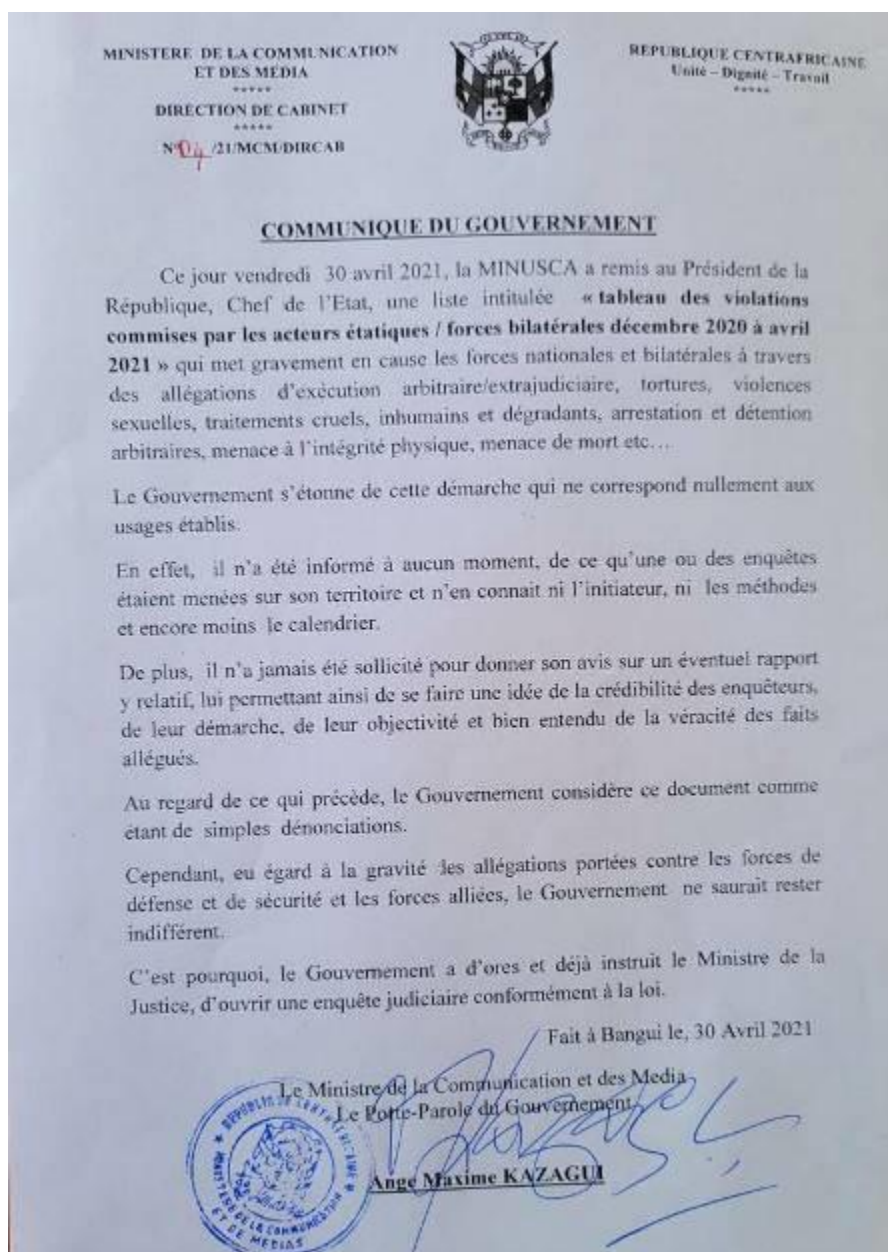 MINISTERE DE LA COMMUNICATION
ET DES MEDIA
*****
DIRECTION DE CABINET
*****
N°04 /21/MCM/DIRCAB
REPUBLIQUE CENTRAFRICAINE
Unité – Dignité – Travail
*****
COMMUNIQUE DU GOUVERNEMENT
Ce jour vendredi 30 avril 2021, la MINUSCA a remis au Président de la
République, Chef de l’Etat, une liste intitulée « tableau des violations
commises par les acteurs étatiques / forces bilatérales décembre 2020 à avril
2021 » qui met gravement en cause les forces nationales et bilatérales à travers
des allégations d’exécution arbitraire/extrajudiciaire, tortures, violences
sexuelles, traitements cruels, inhumains et dégradants, arrestation et détention
arbitraires, menace à l’intégrité physique, menace de mort etc…
Le Gouvernement s’étonne de cette démarche qui ne correspond nullement aux
usages établis.
En effet, il n’a été informé à aucun moment, de ce qu’une ou des enquêtes
étaient menées sur son territoire et n’en connait ni l’initiateur, ni les méthodes
et encore moins le calendrier.
De plus, il n’a jamais été sollicité pour donner son avis sur un éventuel rapport
y relatif, lui permettant ainsi de se faire une idée de la crédibilité des enquêteurs,
de leur démarche, de leur objectivité et bien entendu de la véracité des faits
allégués.
Au regard de ce qui précède, le Gouvernement considère ce document comme
étant de simples dénonciations.
Cependant, eu égard à la gravité des allégations portées contre les forces de
défense et de sécurité et les forces alliées, le Gouvernement ne saurait rester
indifférent.
C’est pourquoi, le Gouvernement a d’ores et déjà instruit le Ministre de la
Justice, d’ouvrir une enquête judiciaire conformément à la loi.
Fait à Bangui le, 30 Avril 2021
Le Ministre de la Communication et des Media
Le Porte-Parole du Gouvernement
Ange Maxime KAZAGUI
REPUBLIQUE CENTRAFRICAINE
MINISTERE DE LA COMMUNICATION
ET DE MEDIAS